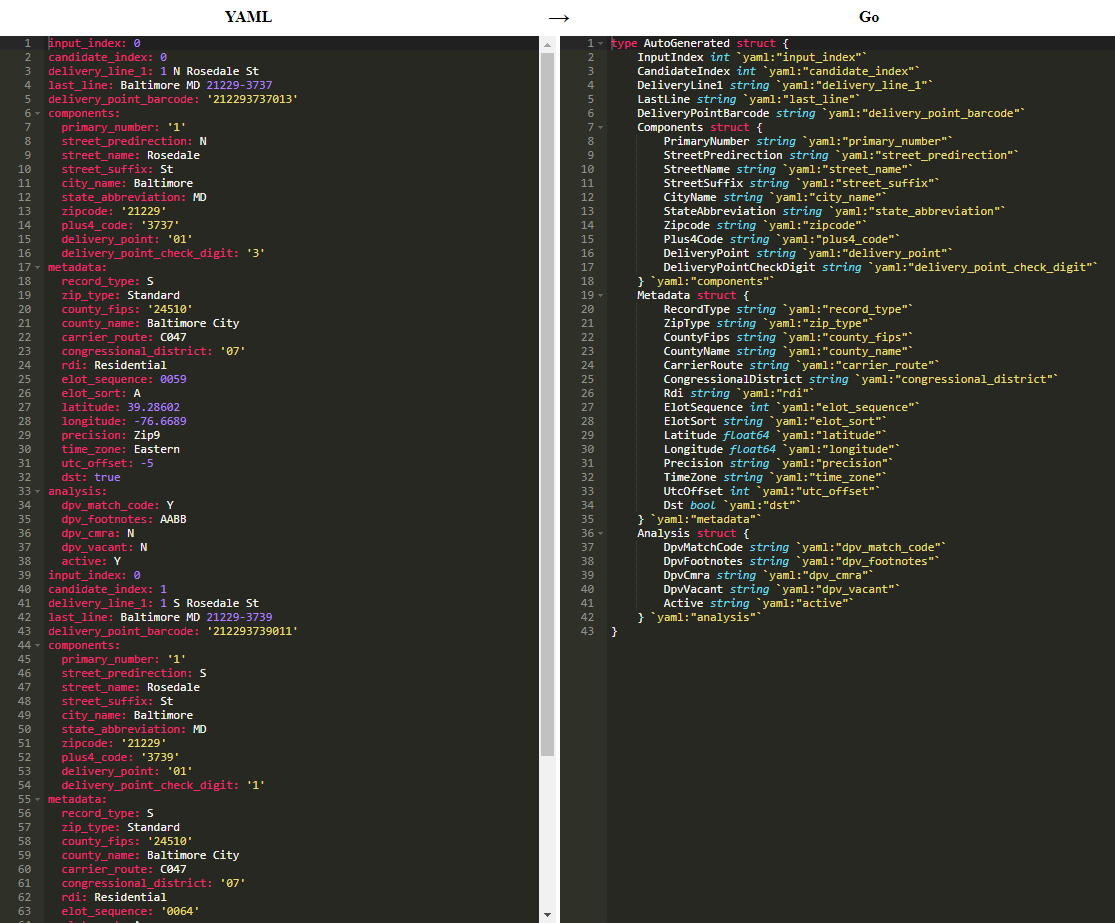 YAML
→
Go
1 input_index: 0
2 candidate_index: 0
3 delivery_line_1: 1 N Rosedale St
4 last_line: Baltimore MD 21229-3737
5 delivery_point_barcode: '212293737013'
6 components:
7 primary_number: '1'
8 street_predirection: N
9 street_name: Rosedale
10 street_suffix: St
11 city_name: Baltimore
12 state_abbreviation: MD
13 zipcode: '21229'
14 plus4_code: '3737'
15 delivery_point: '01'
16 delivery_point_check_digit: '3'
17 metadata:
18 record_type: S
19 zip_type: Standard
20 county_fips: '24510'
21 county_name: Baltimore City
22 carrier_route: C047
23 congressional_district: '07'
24 rdi: Residential
25 elot_sequence: 0059
26 elot_sort: A
27 latitude: 39.28602
28 longitude: -76.6689
29 precision: Zip9
30 time_zone: Eastern
31 utc_offset: -5
32 dst: true
33 analysis:
34 dpv_match_code: Y
35 dpv_footnotes: AABB
36 dpv_cmra: N
37 dpv_vacant: N
38 active: Y
39 input_index: 0
40 candidate_index: 1
41 delivery_line_1: 1 S Rosedale St
42 last_line: Baltimore MD 21229-3739
43 delivery_point_barcode: '212293739011'
44 components:
45 primary_number: '1'
46 street_predirection: S
47 street_name: Rosedale
48 street_suffix: St
49 city_name: Baltimore
50 state_abbreviation: MD
51 zipcode: '21229'
52 plus4_code: '3739'
53 delivery_point: '01'
54 delivery_point_check_digit: '1'
55 metadata:
56 record_type: S
57 zip_type: Standard
58 county_fips: '24510'
59 county_name: Baltimore City
60 carrier_route: C047
61 congressional_district: '07'
62 rdi: Residential
63 elot_sequence: '0064'
1 type AutoGenerated struct {
2 InputIndex int `yaml:"input_index"`
3 CandidateIndex int `yaml:"candidate_index"`
4 DeliveryLine1 string `yaml:"delivery_line_1"`
5 LastLine string `yaml:"last_line"`
6 DeliveryPointBarcode string `yaml:"delivery_point_barcode"`
7 Components struct {
8 PrimaryNumber string `yaml:"primary_number"`
9 StreetPredirection string `yaml:"street_predirection"`
10 StreetName string `yaml:"street_name"`
11 StreetSuffix string `yaml:"street_suffix"`
12 CityName string `yaml:"city_name"`
13 StateAbbreviation string `yaml:"state_abbreviation"`
14 Zipcode string `yaml:"zipcode"`
15 Plus4Code string `yaml:"plus4_code"`
16 DeliveryPoint string `yaml:"delivery_point"`
17 DeliveryPointCheckDigit string `yaml:"delivery_point_check_digit"`
18 } `yaml:"components"`
19 Metadata struct {
20 RecordType string `yaml:"record_type"`
21 ZipType string `yaml:"zip_type"`
22 CountyFips string `yaml:"county_fips"`
23 CountyName string `yaml:"county_name"`
24 CarrierRoute string `yaml:"carrier_route"`
25 CongressionalDistrict string `yaml:"congressional_district"`
26 Rdi string `yaml:"rdi"`
27 ElotSequence int `yaml:"elot_sequence"`
28 ElotSort string `yaml:"elot_sort"`
29 Latitude float64 `yaml:"latitude"`
30 Longitude float64 `yaml:"longitude"`
31 Precision string `yaml:"precision"`
32 TimeZone string `yaml:"time_zone"`
33 UtcOffset int `yaml:"utc_offset"`
34 Dst bool `yaml:"dst"`
35 } `yaml:"metadata"`
36 Analysis struct {
37 DpvMatchCode string `yaml:"dpv_match_code"`
38 DpvFootnotes string `yaml:"dpv_footnotes"`
39 DpvCmra string `yaml:"dpv_cmra"`
40 DpvVacant string `yaml:"dpv_vacant"`
41 Active string `yaml:"active"`
42 } `yaml:"analysis"`
43 }